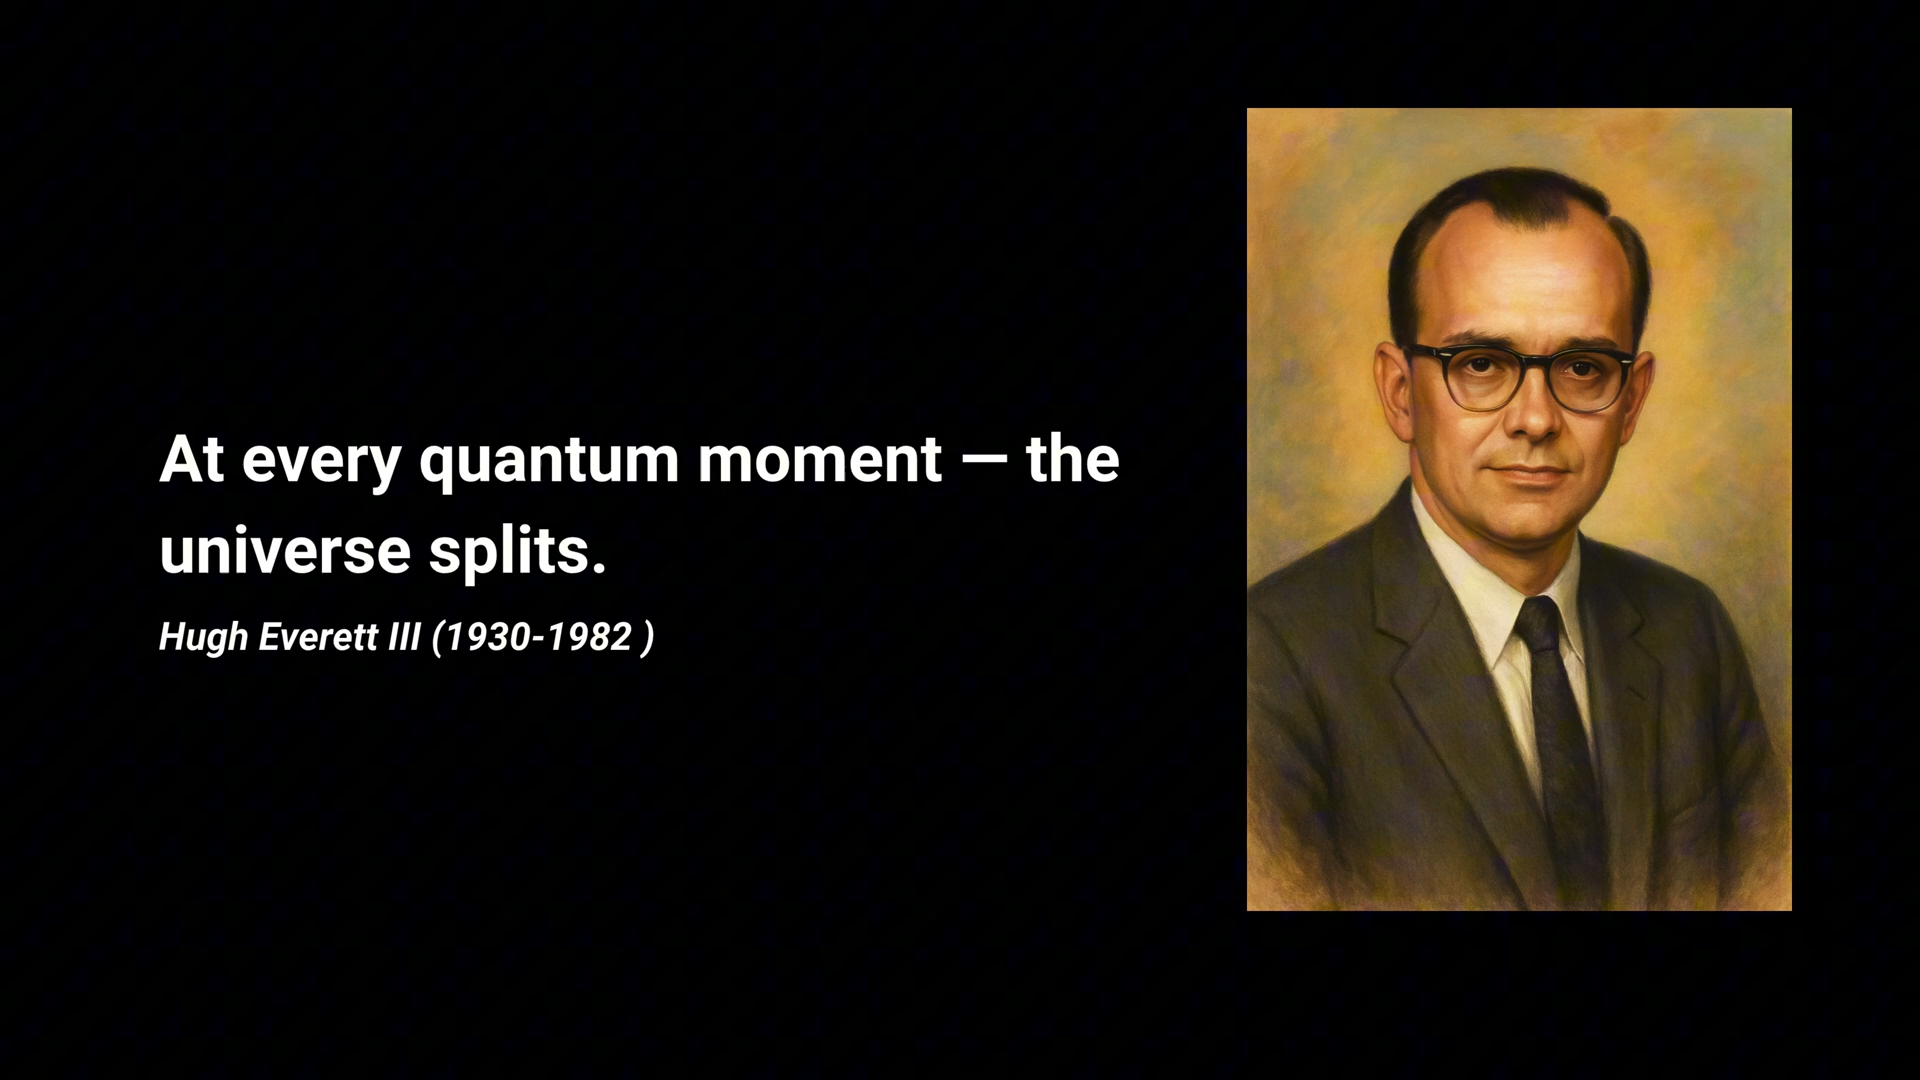 At every quantum moment — the
universe splits.
Hugh Everett III (1930-1982 )